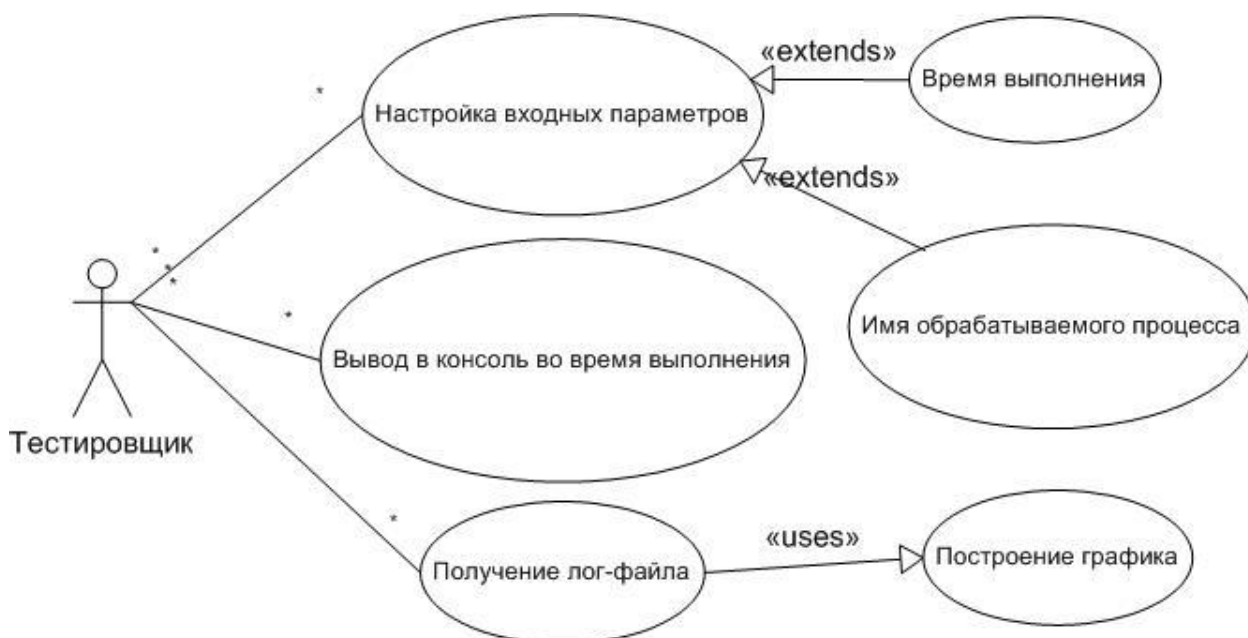 «extends»
Время выполнения
*
Настройка входных параметров
«extends»
*
*
*
*
Имя обрабатываемого процесса
Вывод в консоль во время выполнения
Тестировщик
*
«uses»
Построение графика
Получение лог-файла